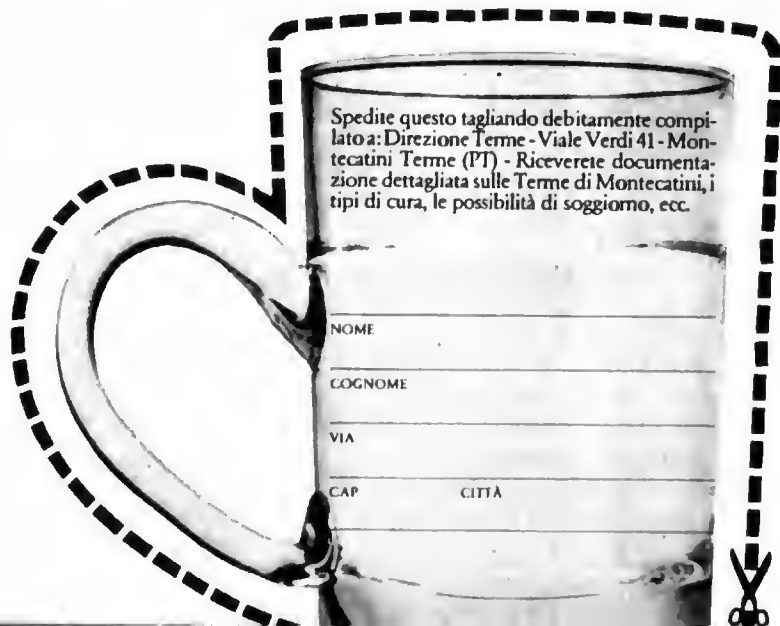 Spedite questo tagliando debitamente compi-
lato a: Direzione Terme - Viale Verdi 41 - Mon-
tecatini Terme (PT) - Riceverete documenta-
zione dettagliata sulle Terme di Montecatini, i
tipi di cura, le possibilità di soggiorno, ecc.
NOME
COGNOME
VIA
CAP CITTÀ